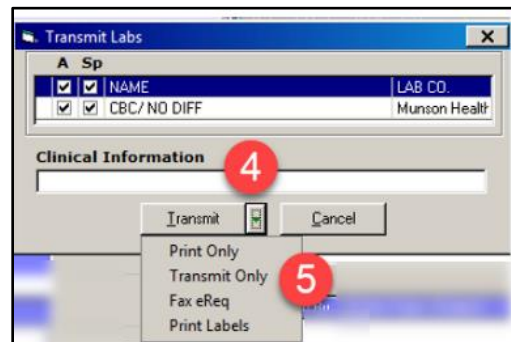 Transmit Labs
A Sp
NAME LAB CO.
CBC/ NO DIFF Munson Health
Clinical Information
4
Transmit Cancel
Print Only
Transmit Only
Fax eReq
Print Labels
5